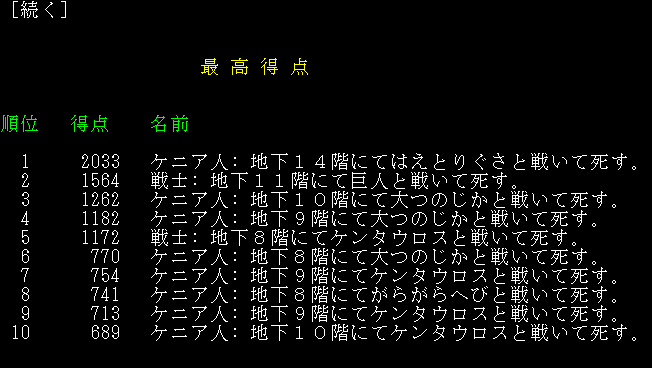 [続く]
最 高 得 点
順位 得点 名前
1 2033 ケニア人: 地下１４階にてはえとりぐさと戦いて死す。
2 1564 戦士: 地下１１階にて巨人と戦いて死す。
3 1262 ケニア人: 地下１０階にて大つのじかと戦いて死す。
4 1182 ケニア人: 地下９階にて大つのじかと戦いて死す。
5 1172 戦士: 地下８階にてケンタウロスと戦いて死す。
6 770 ケニア人: 地下８階にて大つのじかと戦いて死す。
7 754 ケニア人: 地下９階にてケンタウロスと戦いて死す。
8 741 ケニア人: 地下８階にてがらがらへびと戦いて死す。
9 713 ケニア人: 地下９階にてケンタウロスと戦いて死す。
10 689 ケニア人: 地下１０階にてケンタウロスと戦いて死す。